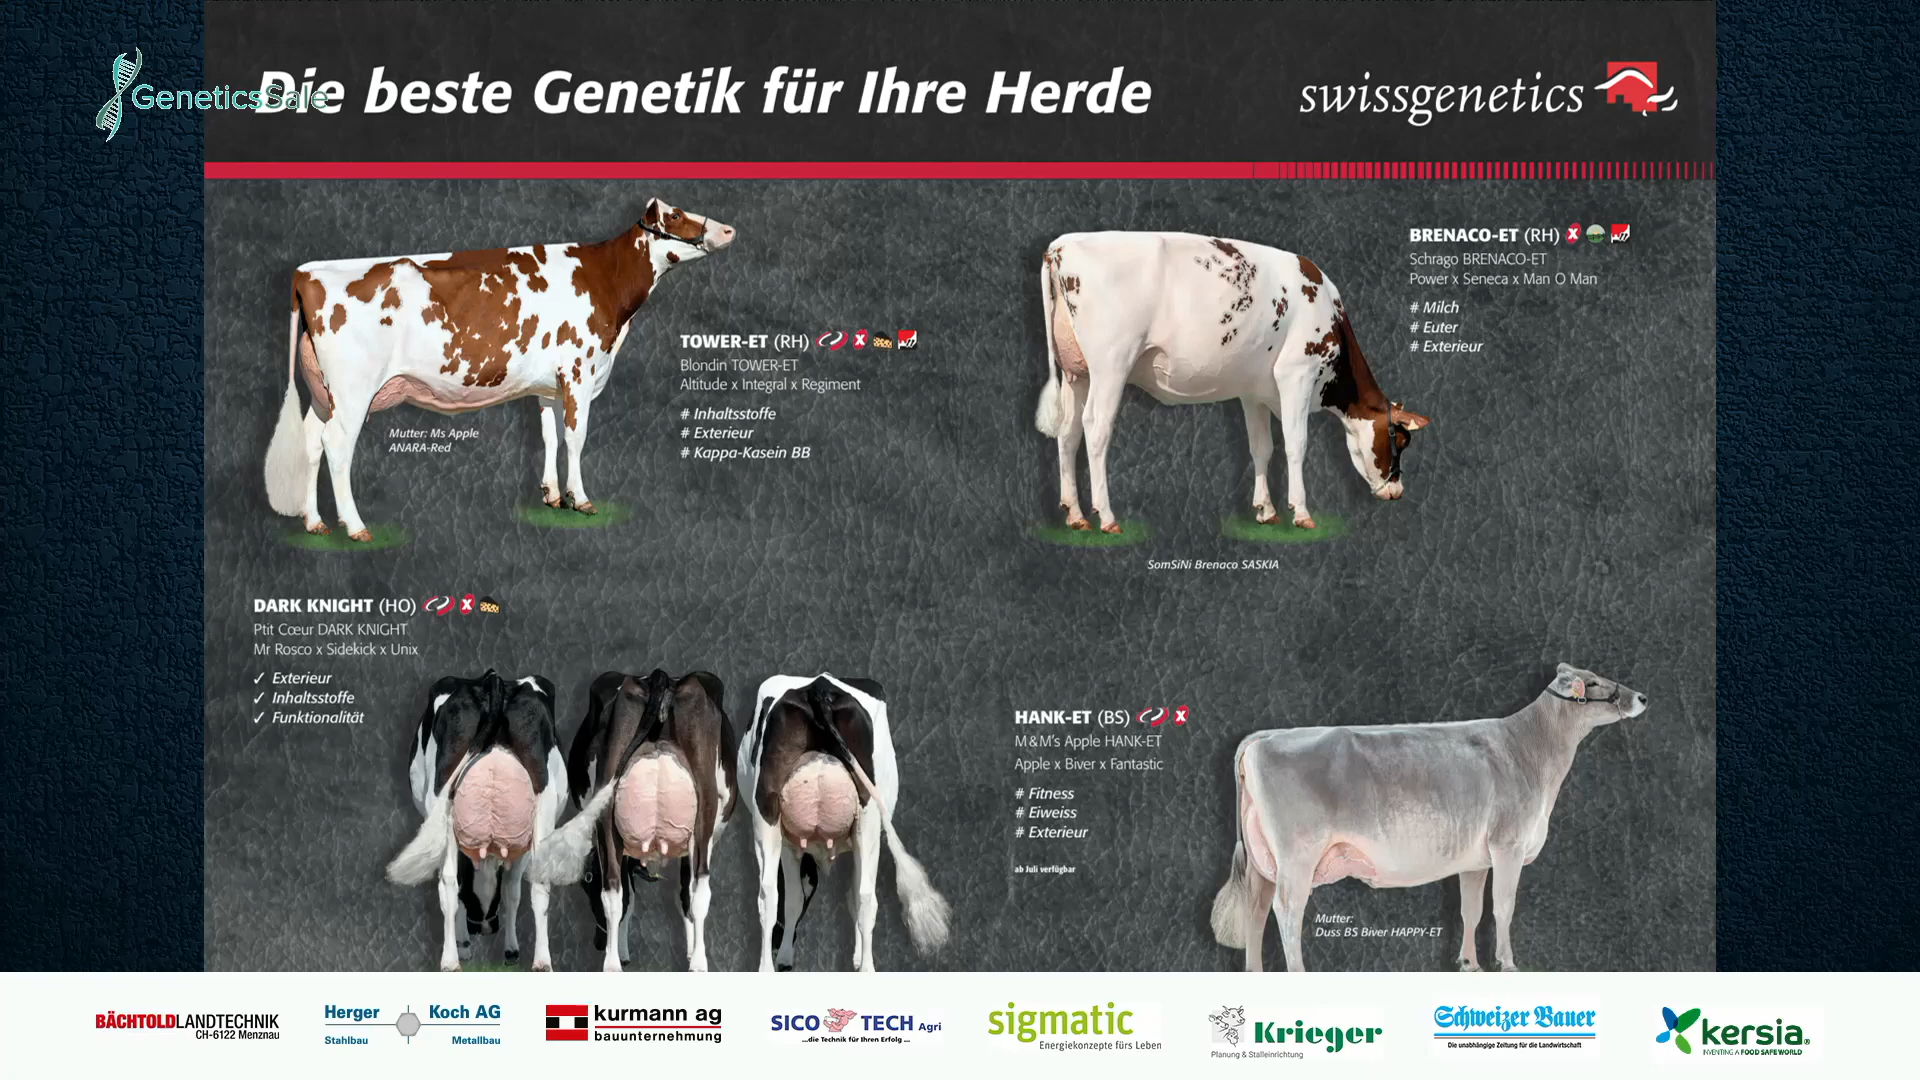 GeneticsSale
Die beste Genetik für Ihre Herde
swissgenetics
TOWER-ET (RH)
Blondin TOWER-ET
Altitude x Integral x Regiment
# Inhaltsstoffe
# Exterieur
# Kappa-Kasein BB
Mutter: Ms Apple
ANARA-Red
BRENACO-ET (RH)
Schrago BRENACO-ET
Power x Seneca x Man O Man
# Milch
# Euter
# Exterieur
SomSiNi Brenaco SASKIA
DARK KNIGHT (HO)
Ptit Cœur DARK KNIGHT
Mr Rosco x Sidekick x Unix
✓ Exterieur
✓ Inhaltsstoffe
✓ Funktionalität
HANK-ET (BS)
M&M's Apple HANK-ET
Apple x Biver x Fantastic
# Fitness
# Eiweiss
# Exterieur
ab Juli verfügbar
Mutter:
Duss BS Biver HAPPY-ET
BÄCHTOLDLANDTECHNIK
CH-6122 Menznau
Herger Koch AG
Stahlbau Metallbau
kurmann ag
bauunternehmung
SICO TECH Agri
...die Technik für Ihren Erfolg ...
sigmatic
Energiekonzepte fürs Leben
Krieger
Planung & Stalleinrichtung
Schweizer Bauer
Die unabhängige Zeitung für die Landwirtschaft
kersia®
INVENTING A FOOD SAFE WORLD